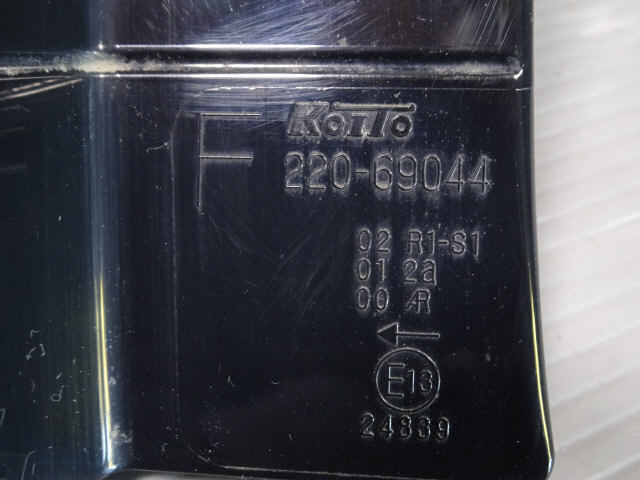 F
KOITO
220-69044
02 R1-S1
01 2a
00 AR
←
E13
24839